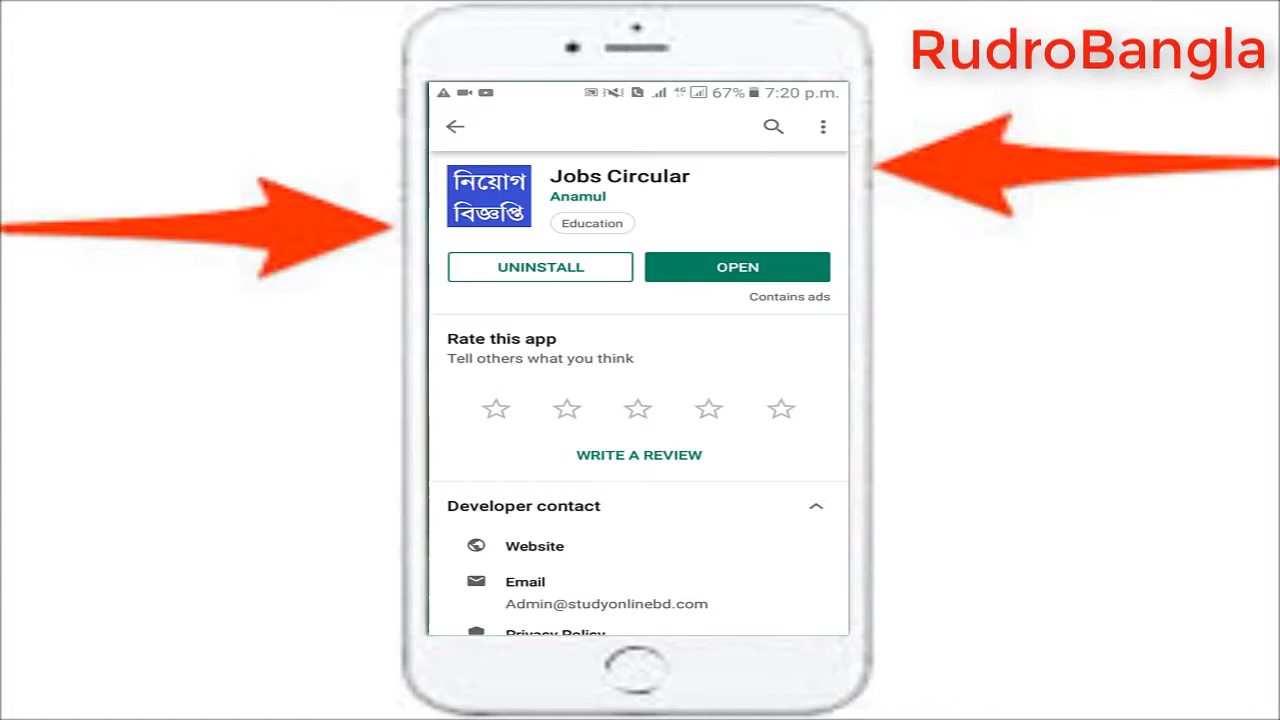 RudroBangla
4G 67% 7:20 p.m.
নিয়োগ
বিজ্ঞপ্তি
Jobs Circular
Anamul
Education
UNINSTALL
OPEN
Contains ads
Rate this app
Tell others what you think
WRITE A REVIEW
Developer contact
Website
Email
Admin@studyonlinebd.com
Privacy Policy